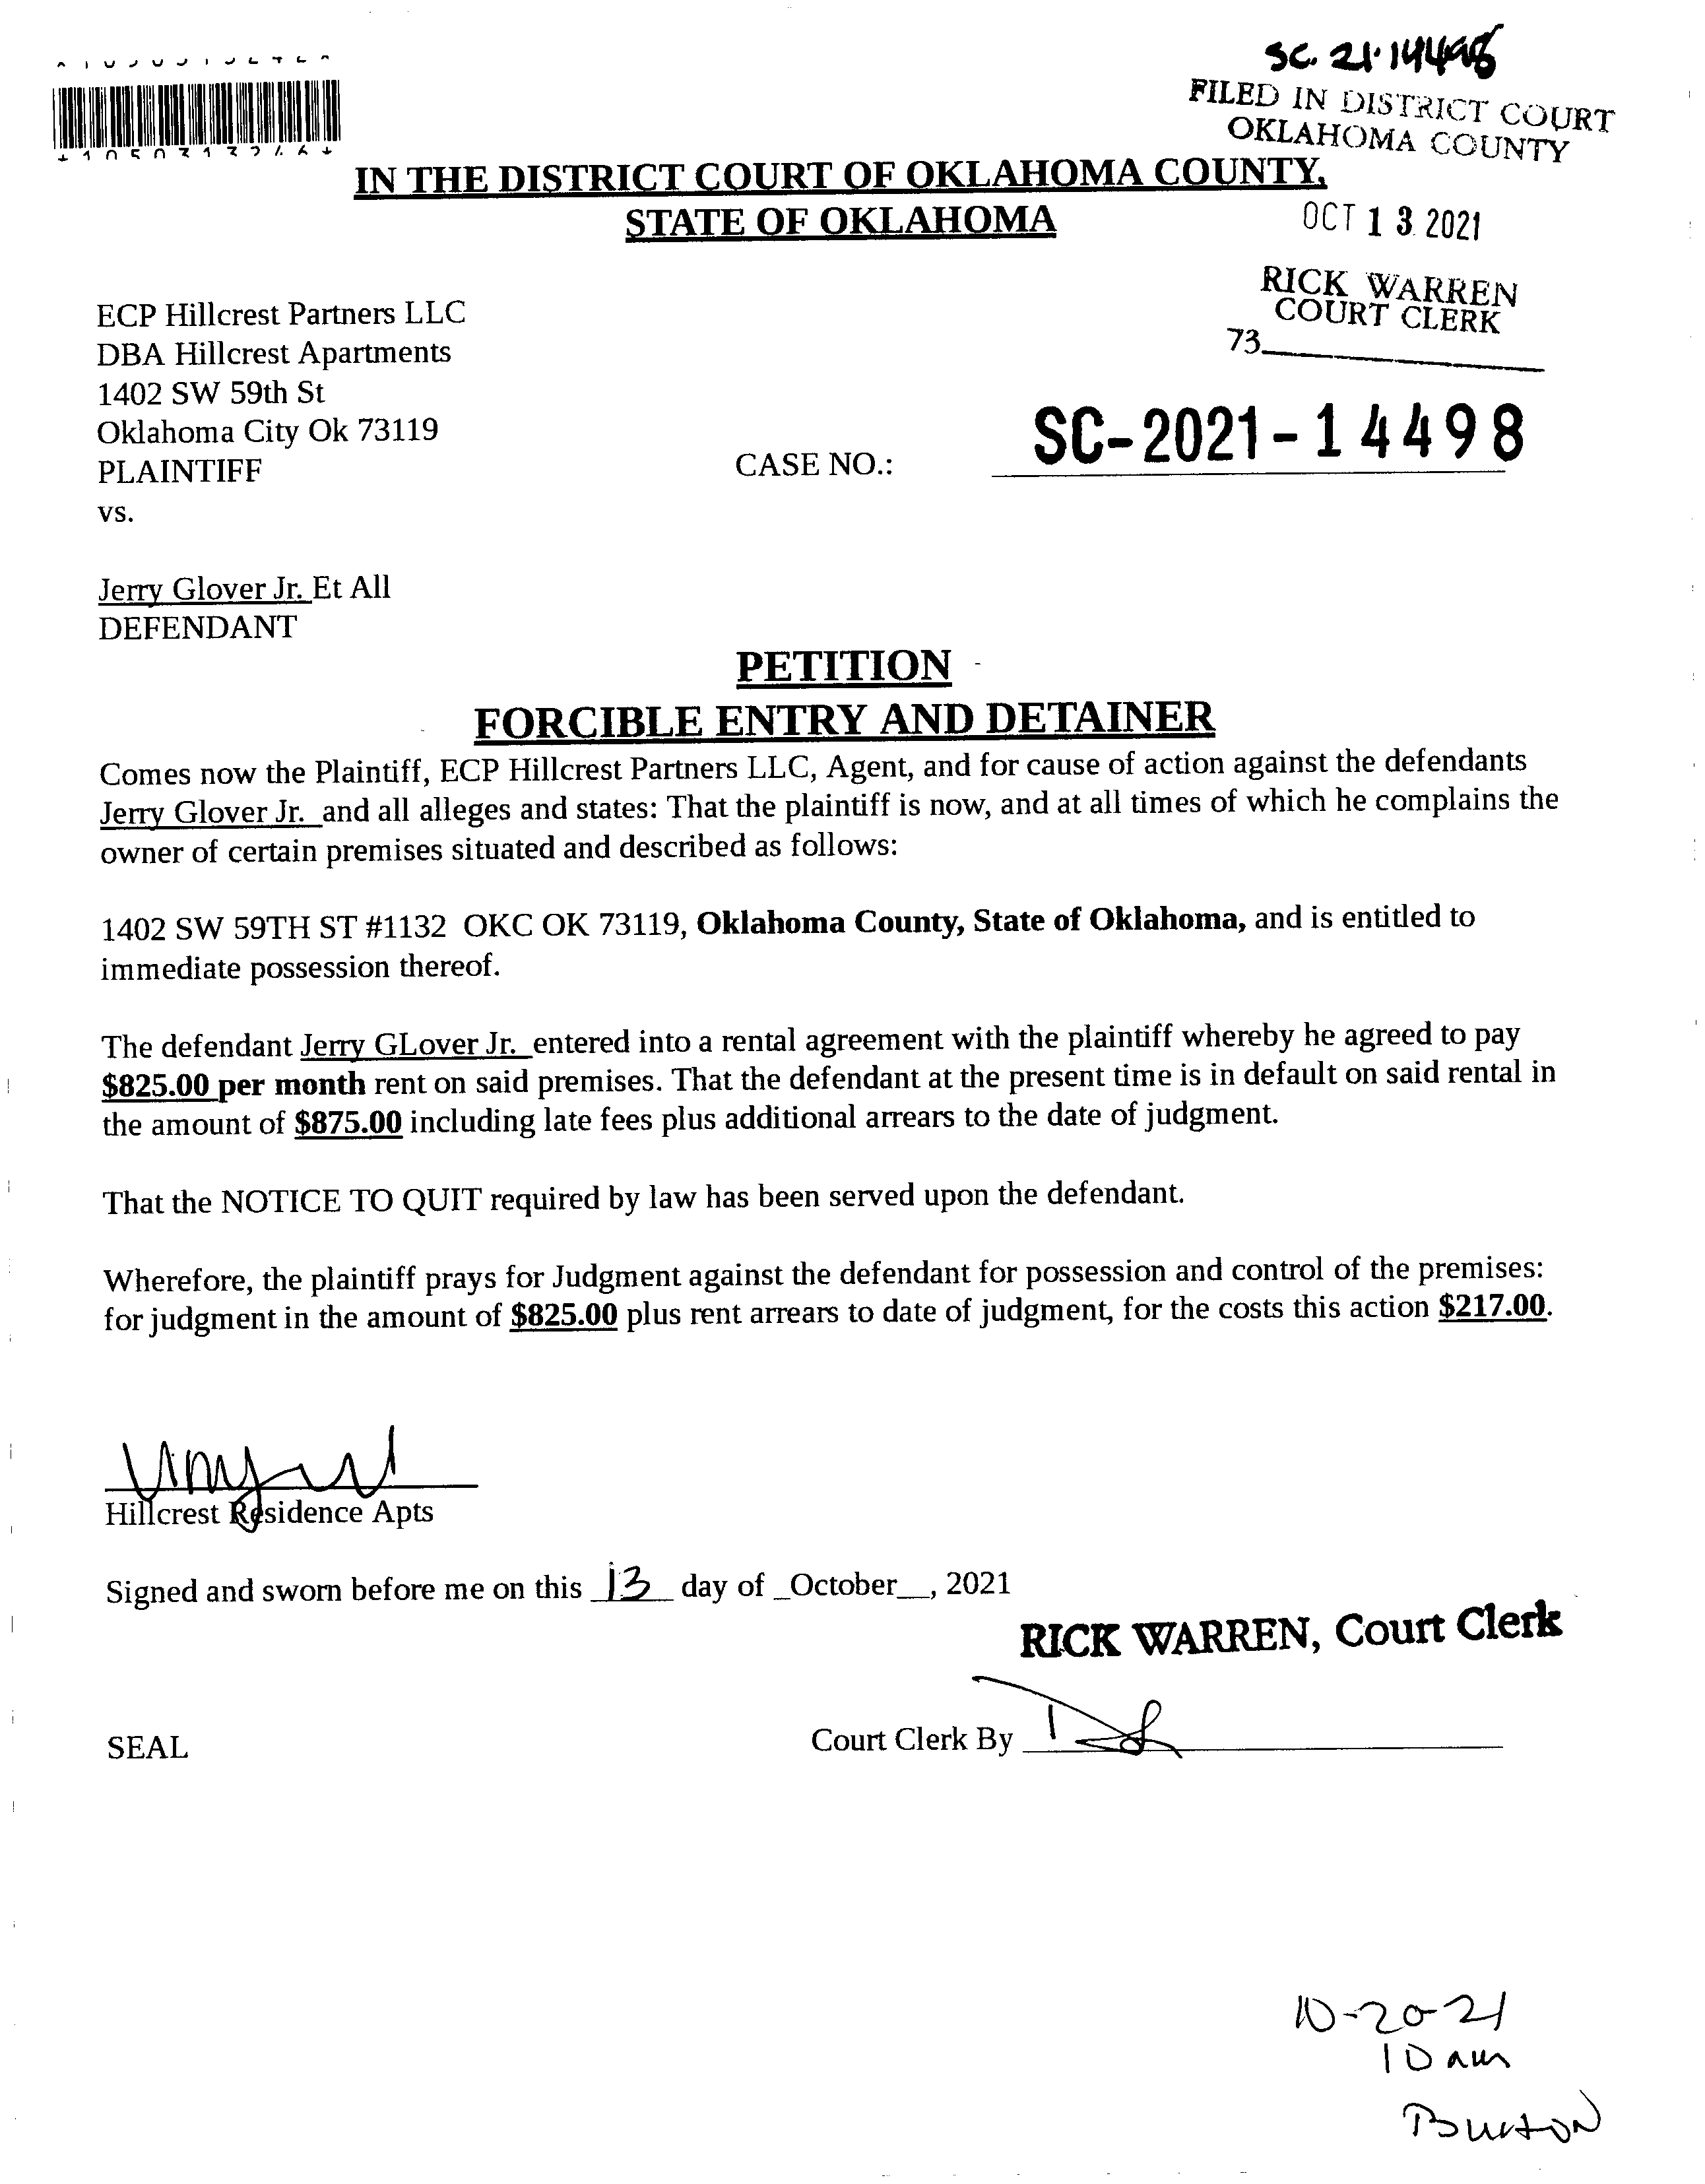 SC. 21-14498
FILED IN DISTRICT COURT
OKLAHOMA COUNTY
IN THE DISTRICT COURT OF OKLAHOMA COUNTY,
STATE OF OKLAHOMA
OCT 13 2021
RICK WARREN
COURT CLERK
73
ECP Hillcrest Partners LLC
DBA Hillcrest Apartments
1402 SW 59th St
Oklahoma City Ok 73119
PLAINTIFF
CASE NO.: SC-2021-14498
vs.
Jerry Glover Jr. Et All
DEFENDANT
PETITION
FORCIBLE ENTRY AND DETAINER
Comes now the Plaintiff, ECP Hillcrest Partners LLC, Agent, and for cause of action against the defendants
Jerry Glover Jr. and all alleges and states: That the plaintiff is now, and at all times of which he complains the
owner of certain premises situated and described as follows:
1402 SW 59TH ST #1132 OKC OK 73119, Oklahoma County, State of Oklahoma, and is entitled to
immediate possession thereof.
The defendant Jerry GLover Jr. entered into a rental agreement with the plaintiff whereby he agreed to pay
$825.00 per month rent on said premises. That the defendant at the present time is in default on said rental in
the amount of $875.00 including late fees plus additional arrears to the date of judgment.
That the NOTICE TO QUIT required by law has been served upon the defendant.
Wherefore, the plaintiff prays for Judgment against the defendant for possession and control of the premises:
for judgment in the amount of $825.00 plus rent arrears to date of judgment, for the costs this action $217.00.
Hillcrest Residence Apts
Signed and sworn before me on this 13 day of _October__, 2021
RICK WARREN, Court Clerk
SEAL
Court Clerk By
10-20-21
10 am
Burton